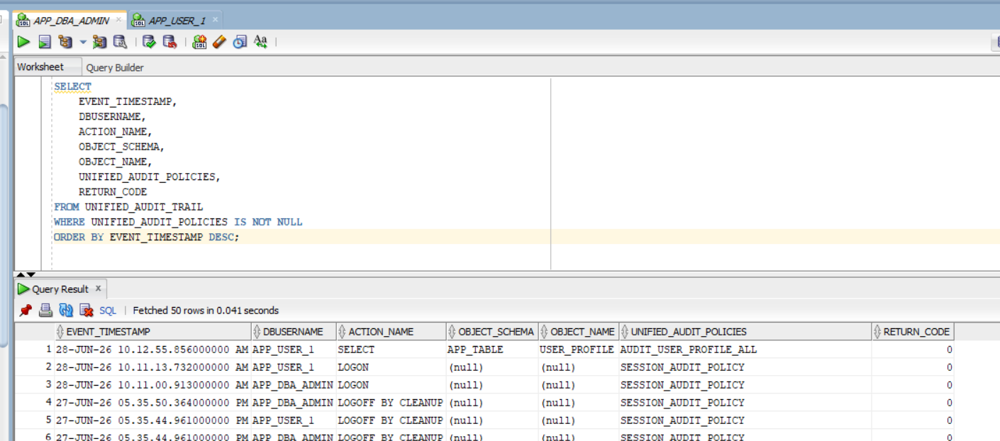 APP_DBA_ADMIN × APP_USER_1 ×
Worksheet Query Builder
SELECT
EVENT_TIMESTAMP,
DBUSERNAME,
ACTION_NAME,
OBJECT_SCHEMA,
OBJECT_NAME,
UNIFIED_AUDIT_POLICIES,
RETURN_CODE
FROM UNIFIED_AUDIT_TRAIL
WHERE UNIFIED_AUDIT_POLICIES IS NOT NULL
ORDER BY EVENT_TIMESTAMP DESC;
Query Result ×
SQL | Fetched 50 rows in 0.041 seconds
EVENT_TIMESTAMP DBUSERNAME ACTION_NAME OBJECT_SCHEMA OBJECT_NAME UNIFIED_AUDIT_POLICIES RETURN_CODE
1 28-JUN-26 10.12.55.856000000 AM APP_USER_1 SELECT APP_TABLE USER_PROFILE AUDIT_USER_PROFILE_ALL 0
2 28-JUN-26 10.11.13.732000000 AM APP_USER_1 LOGON (null) (null) SESSION_AUDIT_POLICY 0
3 28-JUN-26 10.11.00.913000000 AM APP_DBA_ADMIN LOGON (null) (null) SESSION_AUDIT_POLICY 0
4 27-JUN-26 05.35.50.364000000 PM APP_DBA_ADMIN LOGOFF BY CLEANUP (null) (null) SESSION_AUDIT_POLICY 0
5 27-JUN-26 05.35.44.961000000 PM APP_USER_1 LOGOFF BY CLEANUP (null) (null) SESSION_AUDIT_POLICY 0
6 27-JUN-26 05.35.44.961000000 PM APP_DBA_ADMIN LOGOFF BY CLEANUP (null) (null) SESSION_AUDIT_POLICY 0